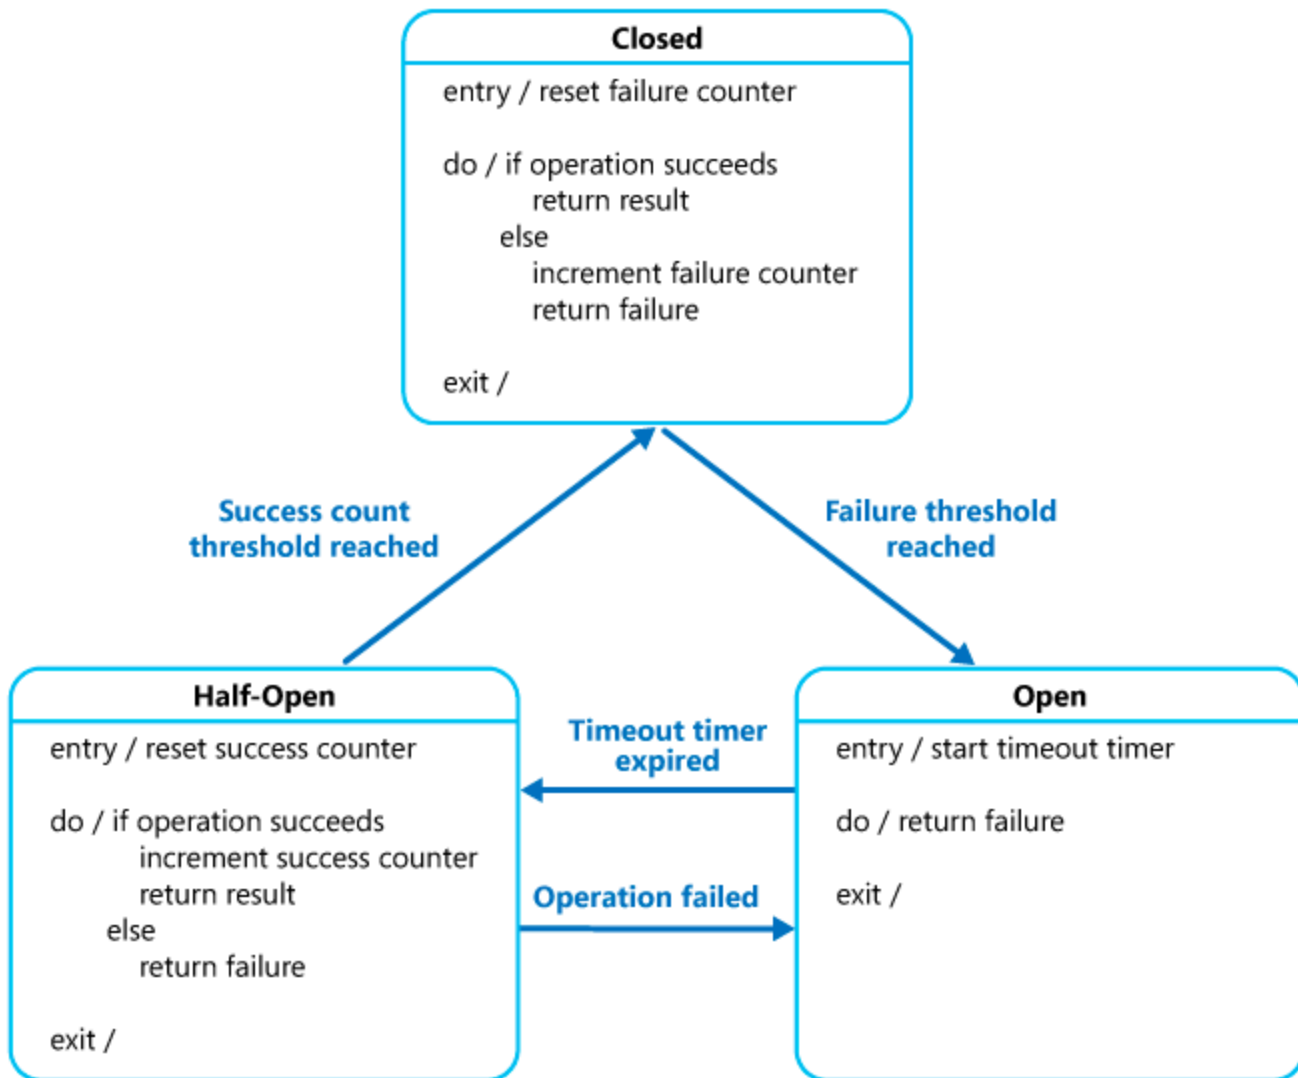 Closed
entry / reset failure counter
do / if operation succeeds
return result
else
increment failure counter
return failure
exit /
Success count
threshold reached
Failure threshold
reached
Half-Open
entry / reset success counter
do / if operation succeeds
increment success counter
return result
else
return failure
exit /
Timeout timer
expired
Operation failed
Open
entry / start timeout timer
do / return failure
exit /